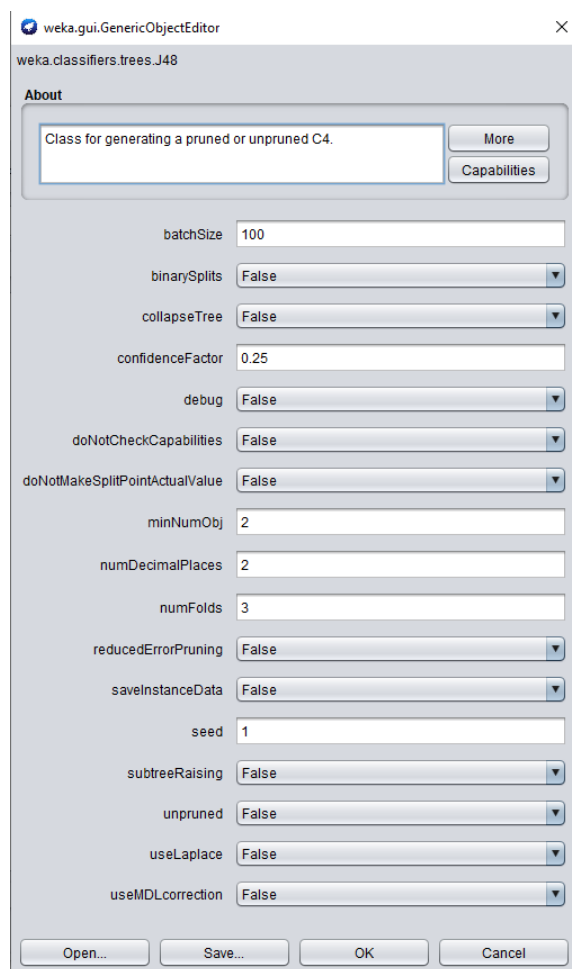 weka.gui.GenericObjectEditor
weka.classifiers.trees.J48
About
Class for generating a pruned or unpruned C4.
More
Capabilities
batchSize 100
binarySplits False
collapseTree False
confidenceFactor 0.25
debug False
doNotCheckCapabilities False
doNotMakeSplitPointActualValue False
minNumObj 2
numDecimalPlaces 2
numFolds 3
reducedErrorPruning False
saveInstanceData False
seed 1
subtreeRaising False
unpruned False
useLaplace False
useMDLcorrection False
Open... Save... OK Cancel